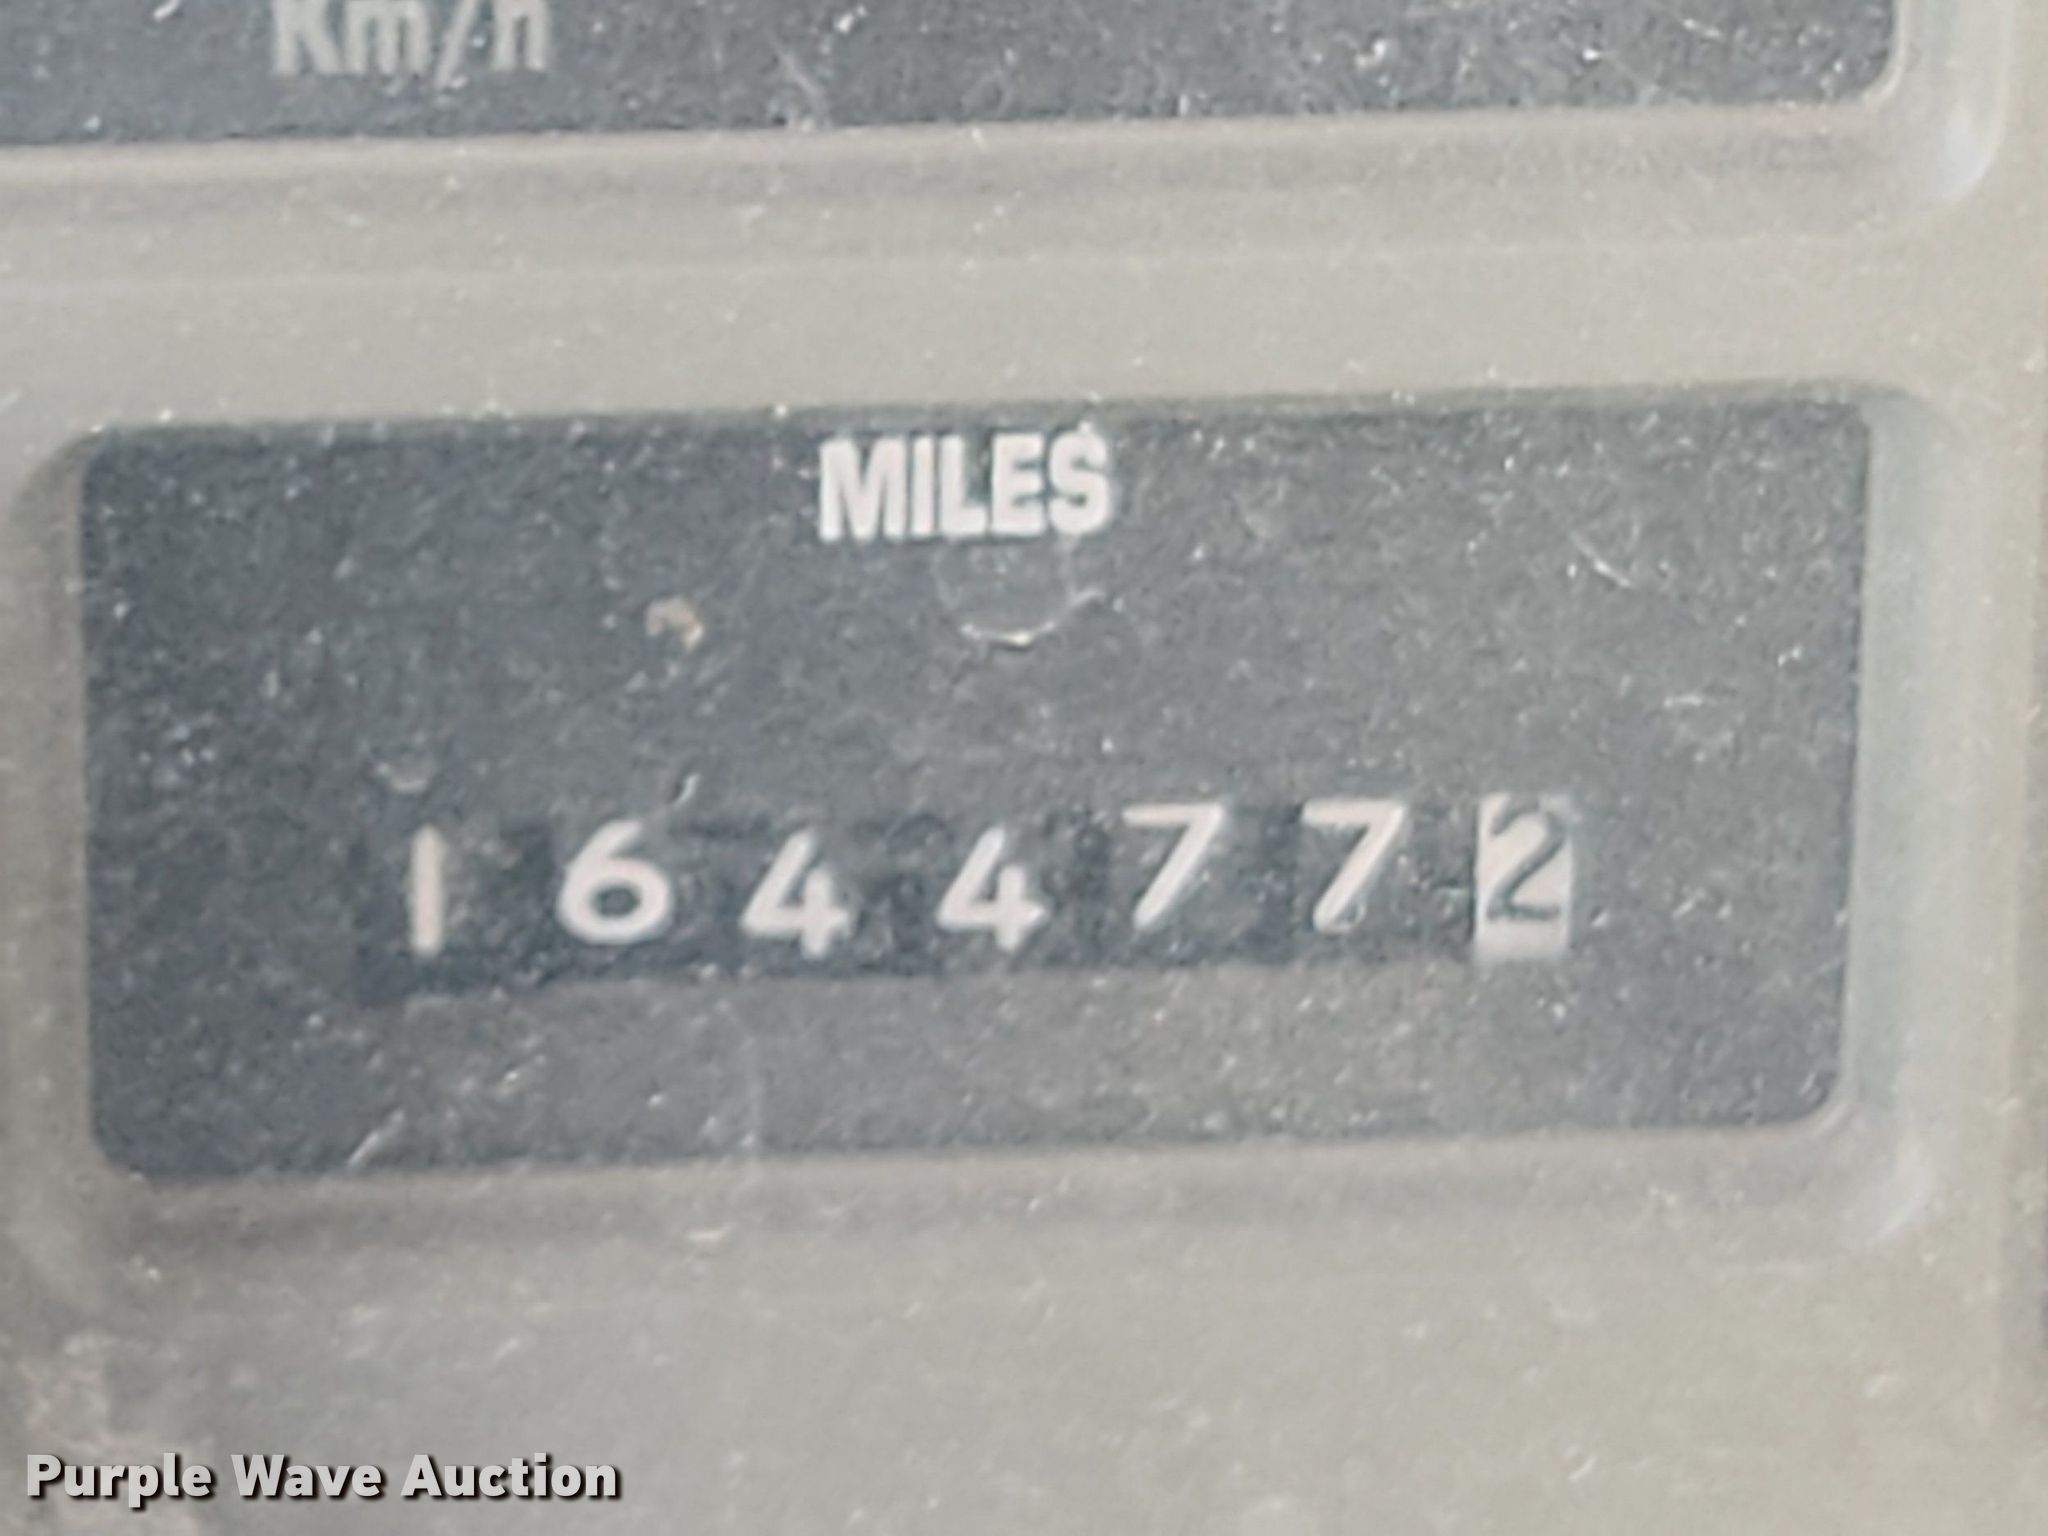 Km/h
MILES
1644772
Purple Wave Auction